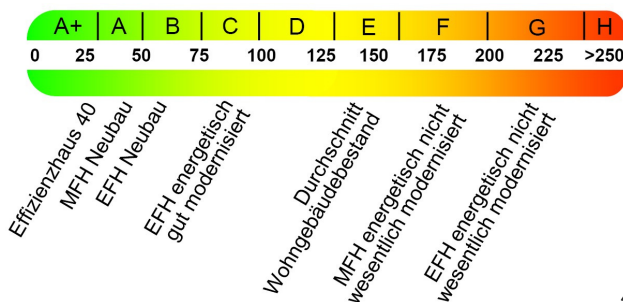 A+ A B C D E F G H
0 25 50 75 100 125 150 175 200 225 >250
Effizienzhaus 40
MFH Neubau
EFH Neubau
EFH energetisch
gut modernisiert
Durchschnitt
Wohngebäudebestand
MFH energetisch nicht
wesentlich modernisiert
EFH energetisch nicht
wesentlich modernisiert